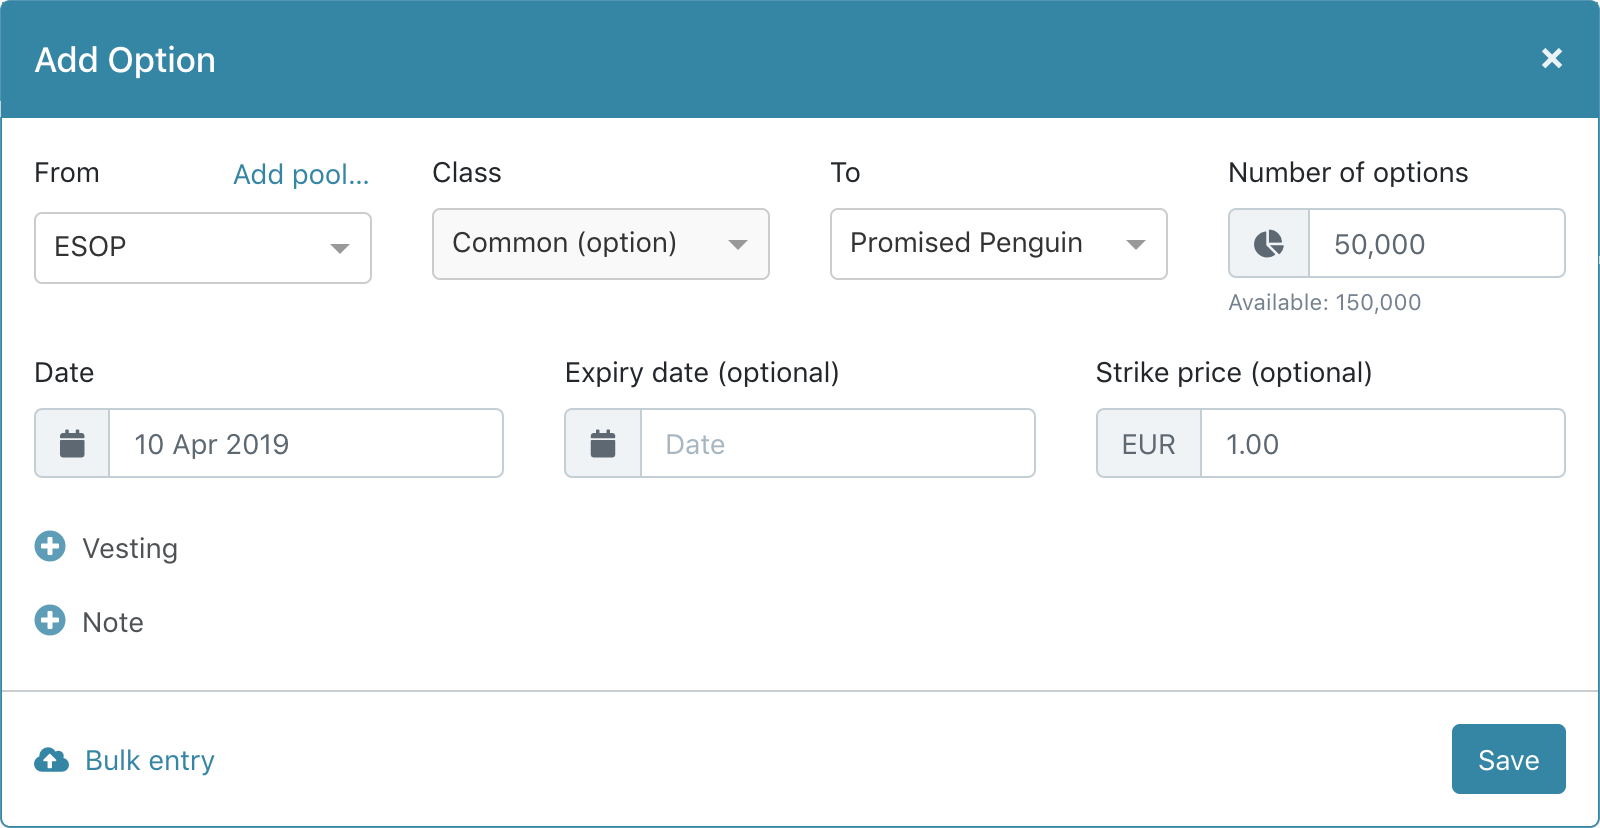 Add Option
From Add pool... Class To Number of options
ESOP Common (option) Promised Penguin 50,000
Available: 150,000
Date Expiry date (optional) Strike price (optional)
10 Apr 2019 Date EUR 1.00
Vesting
Note
Bulk entry Save